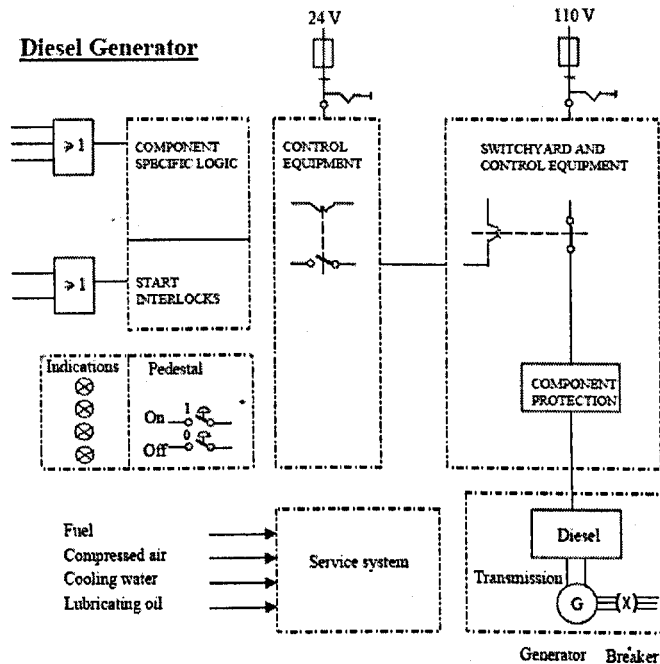 24 V
110 V
Diesel Generator
≥ 1
COMPONENT
SPECIFIC LOGIC
CONTROL
EQUIPMENT
SWITCHYARD AND
CONTROL EQUIPMENT
≥ 1
START
INTERLOCKS
Indications
Pedestal
On
1
Off
0
COMPONENT
PROTECTION
Fuel
Compressed air
Cooling water
Lubricating oil
Service system
Diesel
Transmission
G
Generator
Breaker